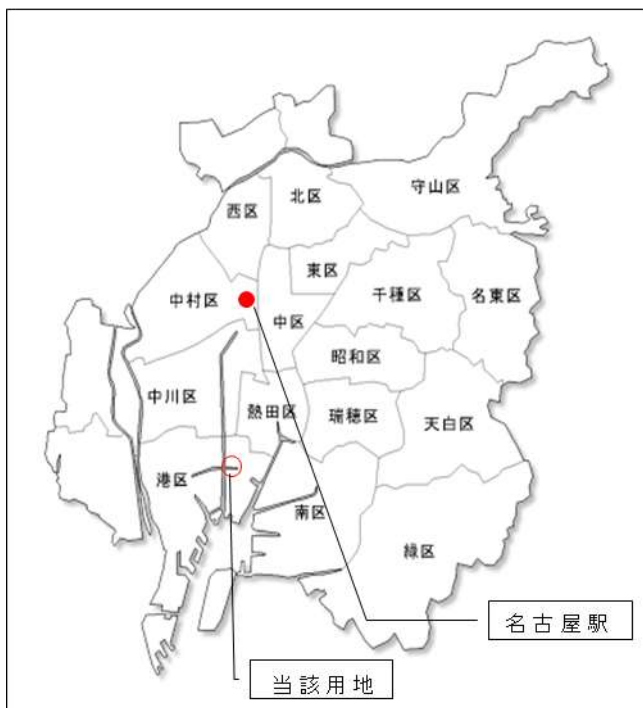 守山区
北区
西区
東区
千種区
名東区
中村区
中区
昭和区
中川区
熱田区
瑞穂区
天白区
港区
南区
緑区
名古屋駅
当該用地